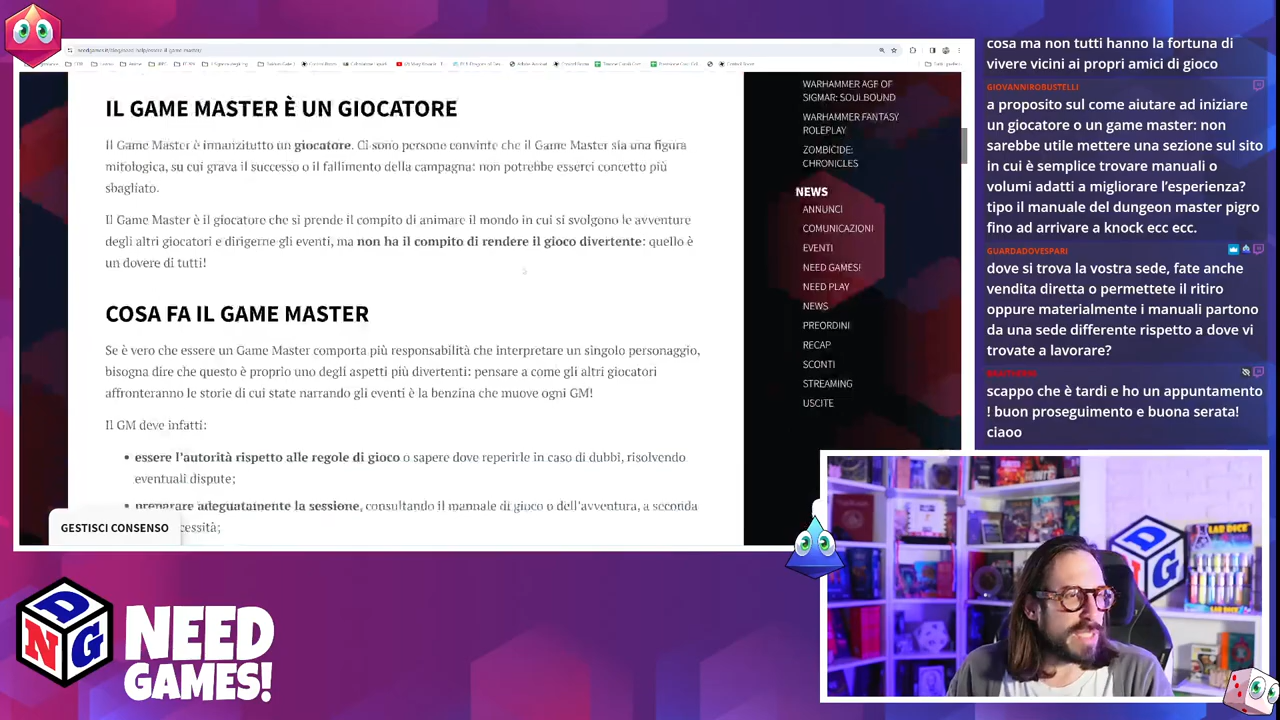 needgames.it/blog/need-help/essere-il-game-master/
IL GAME MASTER È UN GIOCATORE
Il Game Master è innanzitutto un giocatore. Ci sono persone convinte che il Game Master sia una figura
mitologica, su cui grava il successo o il fallimento della campagna: non potrebbe esserci concetto più
sbagliato.
Il Game Master è il giocatore che si prende il compito di animare il mondo in cui si svolgono le avventure
degli altri giocatori e dirigerne gli eventi, ma non ha il compito di rendere il gioco divertente: quello è
un dovere di tutti!
COSA FA IL GAME MASTER
Se è vero che essere un Game Master comporta più responsabilità che interpretare un singolo personaggio,
bisogna dire che questo è proprio uno degli aspetti più divertenti: pensare a come gli altri giocatori
affronteranno le storie di cui state narrando gli eventi è la benzina che muove ogni GM!
Il GM deve infatti:
• essere l'autorità rispetto alle regole di gioco o sapere dove reperirle in caso di dubbi, risolvendo
eventuali dispute;
• preparare adeguatamente la sessione, consultando il manuale di gioco o dell'avventura, a seconda
cessità;
GESTISCI CONSENSO
WARHAMMER AGE OF
SIGMAR: SOULBOUND
WARHAMMER FANTASY
ROLEPLAY
ZOMBICIDE:
CHRONICLES
NEWS
ANNUNCI
COMUNICAZIONI
EVENTI
NEED GAMES!
NEED PLAY
NEWS
PREORDINI
RECAP
SCONTI
STREAMING
USCITE
cosa ma non tutti hanno la fortuna di
vivere vicini ai propri amici di gioco
GIOVANNIROBUSTELLI
a proposito sul come aiutare ad iniziare
un giocatore o un game master: non
sarebbe utile mettere una sezione sul sito
in cui è semplice trovare manuali o
volumi adatti a migliorare l'esperienza?
tipo il manuale del dungeon master pigro
fino ad arrivare a knock ecc ecc.
GUARDADOVESPARI
dove si trova la vostra sede, fate anche
vendita diretta o permettete il ritiro
oppure materialmente i manuali partono
da una sede differente rispetto a dove vi
trovate a lavorare?
scappo che è tardi e ho un appuntamento
! buon proseguimento e buona serata!
ciaoo
DNG
NEED
GAMES!
DNG
LAB DICE